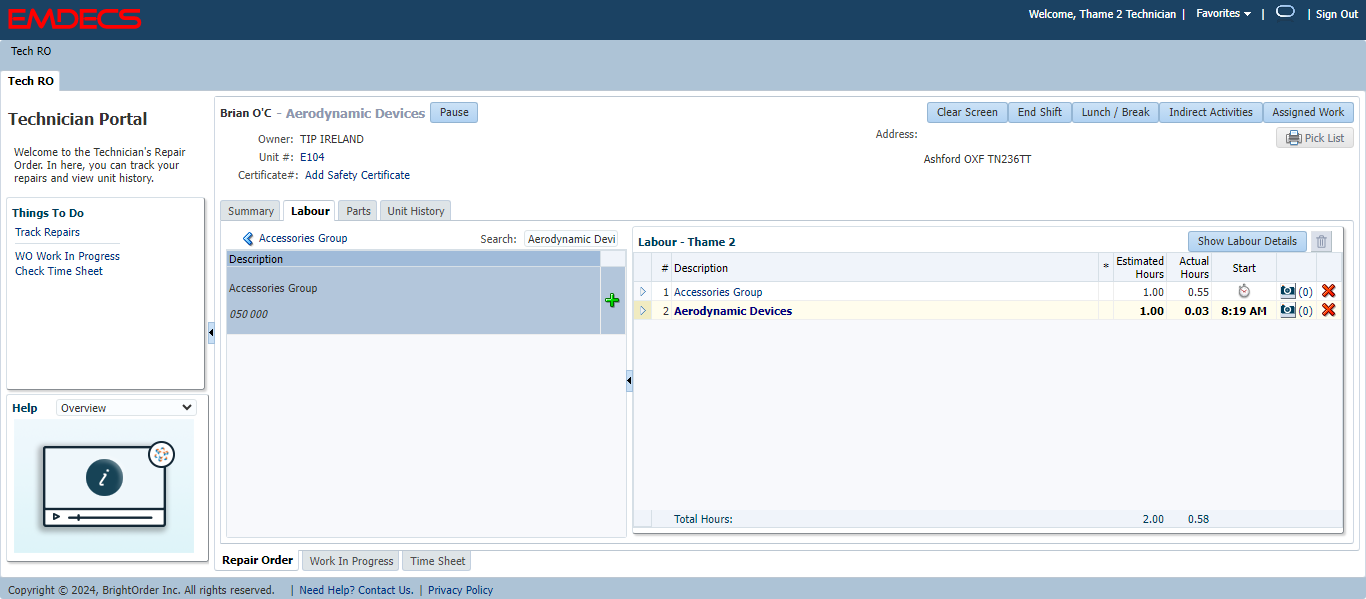 EMDECS
Welcome, Thame 2 Technician | Favorites | | Sign Out
Tech RO
Tech RO
Technician Portal
Welcome to the Technician's Repair
Order. In here, you can track your
repairs and view unit history.
Things To Do
Track Repairs
WO Work In Progress
Check Time Sheet
Help Overview
i
Brian O'C - Aerodynamic Devices Pause
Clear Screen End Shift Lunch / Break Indirect Activities Assigned Work
Pick List
Owner: TIP IRELAND
Unit #: E104
Certificate#: Add Safety Certificate
Address:
Ashford OXF TN236TT
Summary Labour Parts Unit History
Accessories Group Search: Aerodynamic Devi
Description
Accessories Group
050 000
Labour - Thame 2 Show Labour Details
# Description * Estimated Hours Actual Hours Start
1 Accessories Group 1.00 0.55 (0)
2 Aerodynamic Devices 1.00 0.03 8:19 AM (0)
Total Hours: 2.00 0.58
Repair Order Work In Progress Time Sheet
Copyright © 2024, BrightOrder Inc. All rights reserved. | Need Help? Contact Us. | Privacy Policy